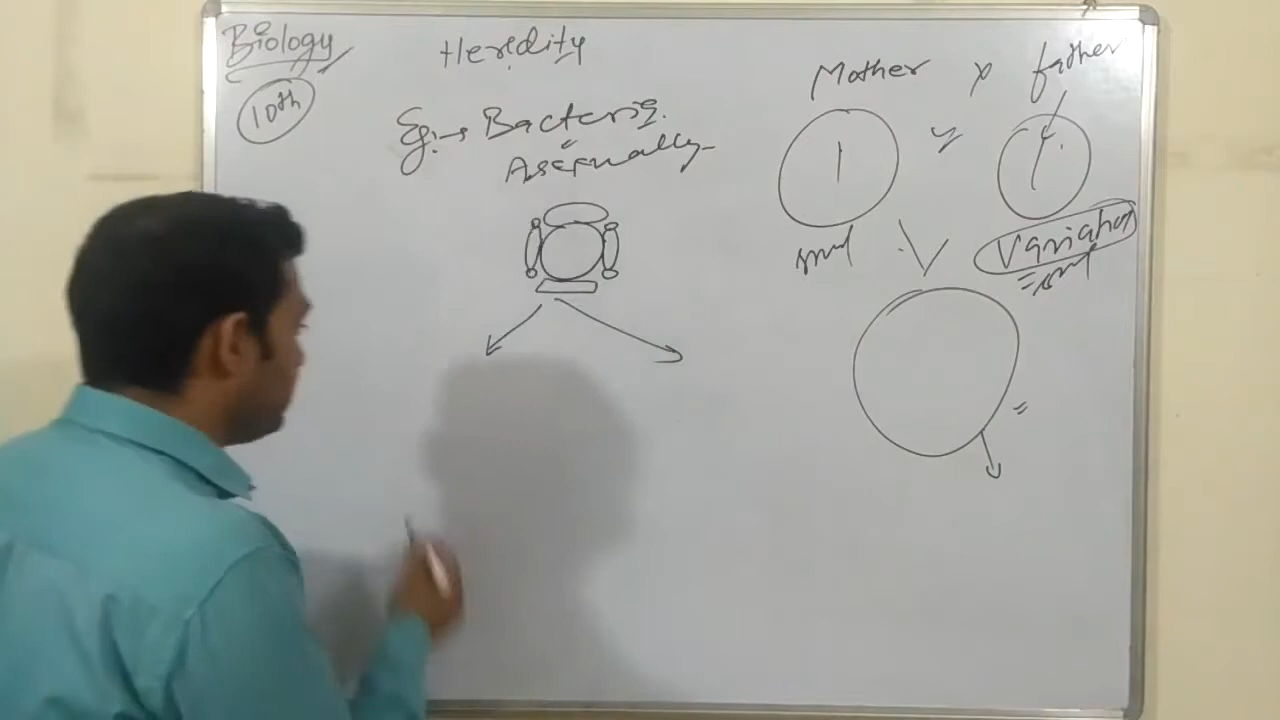 Biology
10th
Heredity
Eg:→ Bacteria.
Asexually
Mother × father
Variation